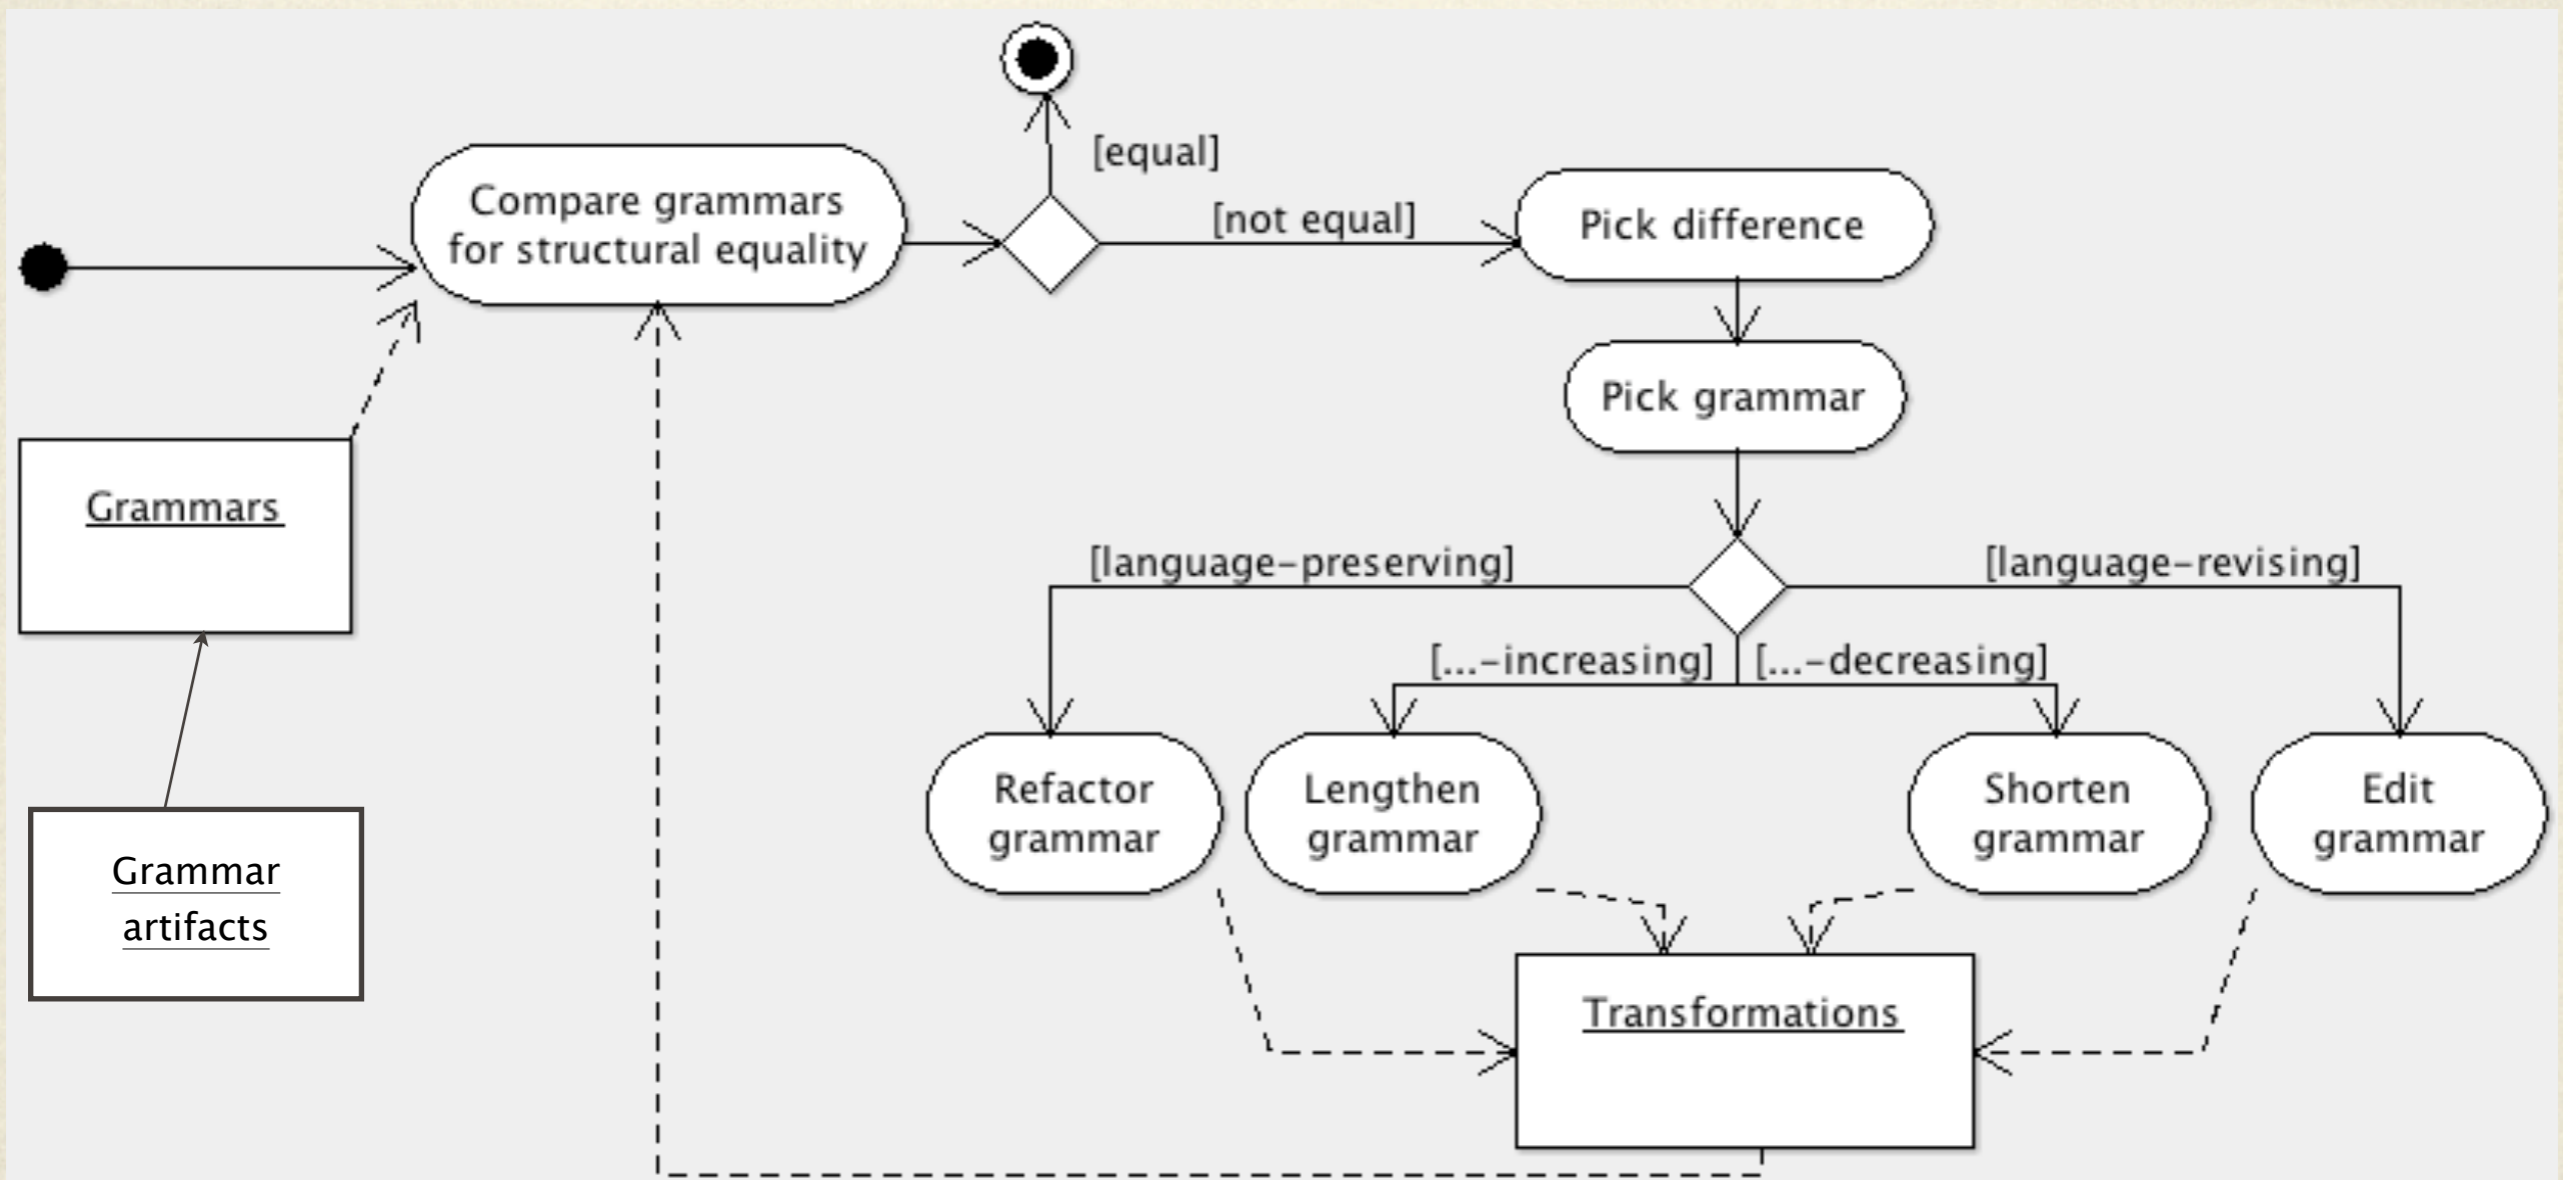 [equal]
Compare grammars
for structural equality
[not equal]
Pick difference
Pick grammar
Grammars
[language-preserving]
[language-revising]
[...-increasing]
[...-decreasing]
Refactor
grammar
Lengthen
grammar
Shorten
grammar
Edit
grammar
Grammar
artifacts
Transformations